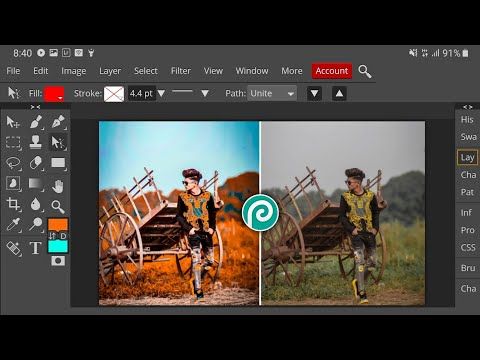 8:40
91%
File Edit Image Layer Select Filter View Window More Account
Fill: Stroke: 4.4 pt Path: Unite
> <
> <
His
Swa
Lay
Cha
Pat
Inf
Pro
CSS
Bru
Cha
T
D